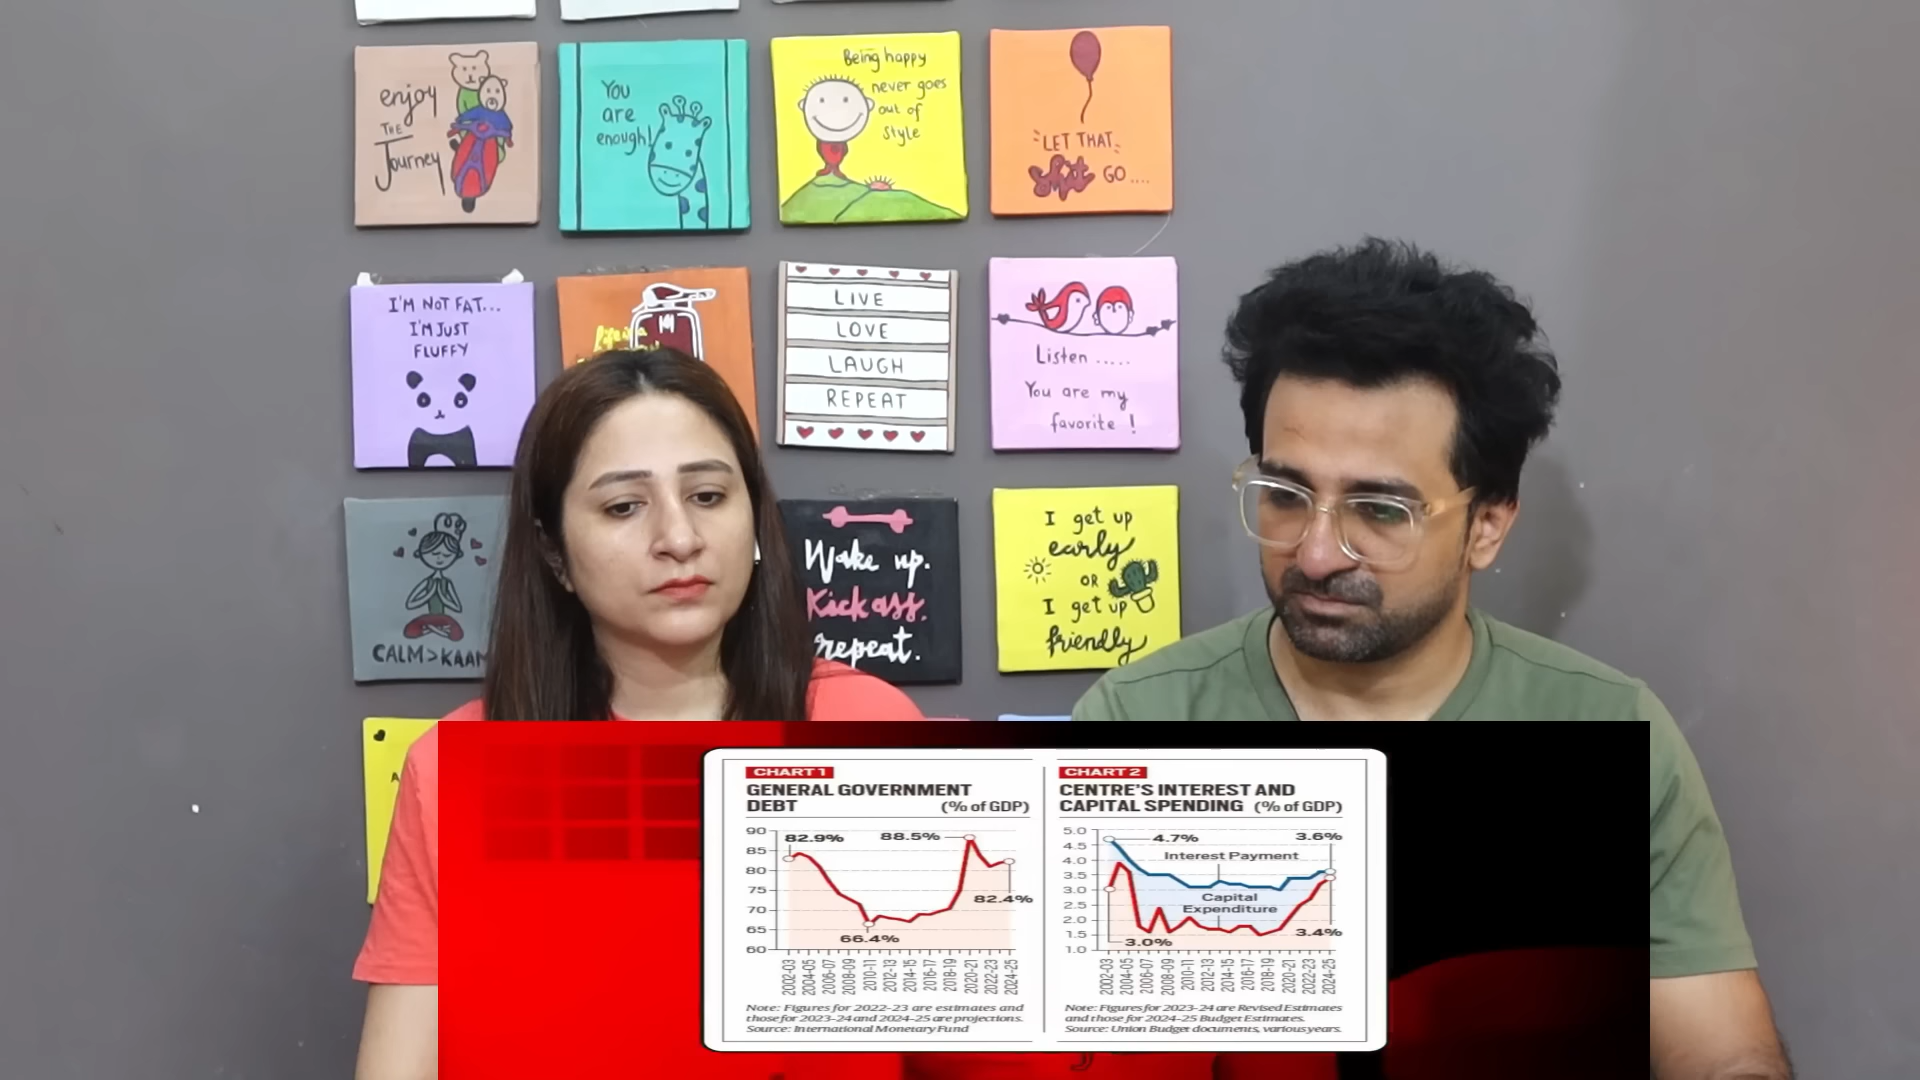 enjoy
THE
Journey
You
are
enough!
Being happy
never goes
out of
style
"LET THAT
shit GO ....
I'M NOT FAT...
I'M JUST
FLUFFY
LIVE
LOVE
LAUGH
REPEAT
Listen .....
You are my
favorite !
CALM>KAAM
Wake up.
Kick ass.
repeat.
I get up
early
OR
I get up
friendly
A
CHART 1
GENERAL GOVERNMENT
DEBT (% of GDP)
90
85
80
75
70
65
60
82.9%
88.5%
82.4%
66.4%
2002-03
2004-05
2006-07
2008-09
2010-11
2012-13
2014-15
2016-17
2018-19
2020-21
2022-23
2024-25
Note: Figures for 2022-23 are estimates and
those for 2023-24 and 2024-25 are projections.
Source: International Monetary Fund
CHART 2
CENTRE'S INTEREST AND
CAPITAL SPENDING (% of GDP)
5.0
4.5
4.0
3.5
3.0
2.5
2.0
1.5
1.0
4.7%
3.6%
Interest Payment
Capital
Expenditure
3.4%
3.0%
2002-03
2004-05
2006-07
2008-09
2010-11
2012-13
2014-15
2016-17
2018-19
2020-21
2022-23
2024-25
Note: Figures for 2023-24 are Revised Estimates
and those for 2024-25 Budget Estimates.
Source: Union Budget documents, various years.